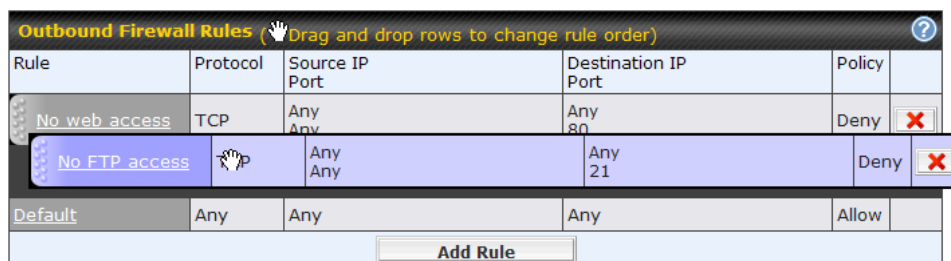 Outbound Firewall Rules (Drag and drop rows to change rule order)
Rule Protocol Source IP Port Destination IP Port Policy
No web access TCP Any Any Any 80 Deny
No FTP access Any Any Any 21 Deny
Default Any Any Any Allow
Add Rule